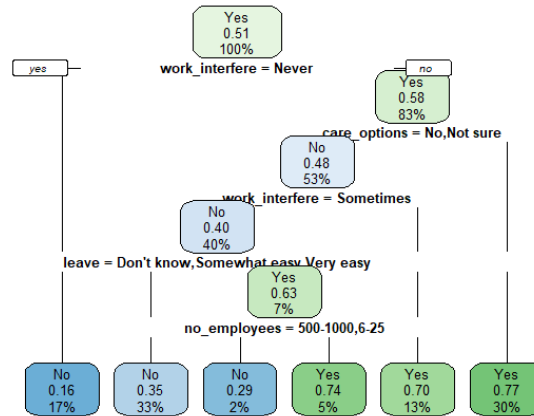 Yes
0.51
100%
yes
work_interfere = Never
no
Yes
0.58
83%
care_options = No,Not sure
No
0.48
53%
work_interfere = Sometimes
No
0.40
40%
leave = Don't know,Somewhat easy,Very easy
Yes
0.63
7%
no_employees = 500-1000,6-25
No No No Yes Yes Yes
0.16 0.35 0.29 0.74 0.70 0.77
17% 33% 2% 5% 13% 30%